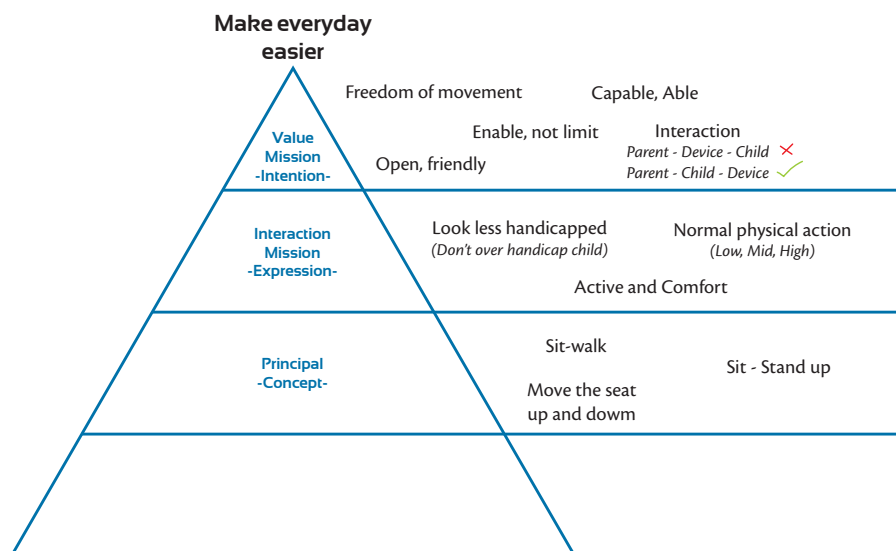 Make everyday
easier
Freedom of movement
Capable, Able
Value
Mission
-Intention-
Enable, not limit
Open, friendly
Interaction
Parent - Device - Child
Parent - Child - Device
Interaction
Mission
-Expression-
Look less handicapped
(Don't over handicap child)
Normal physical action
(Low, Mid, High)
Active and Comfort
Principal
-Concept-
Sit-walk
Sit - Stand up
Move the seat
up and dowm